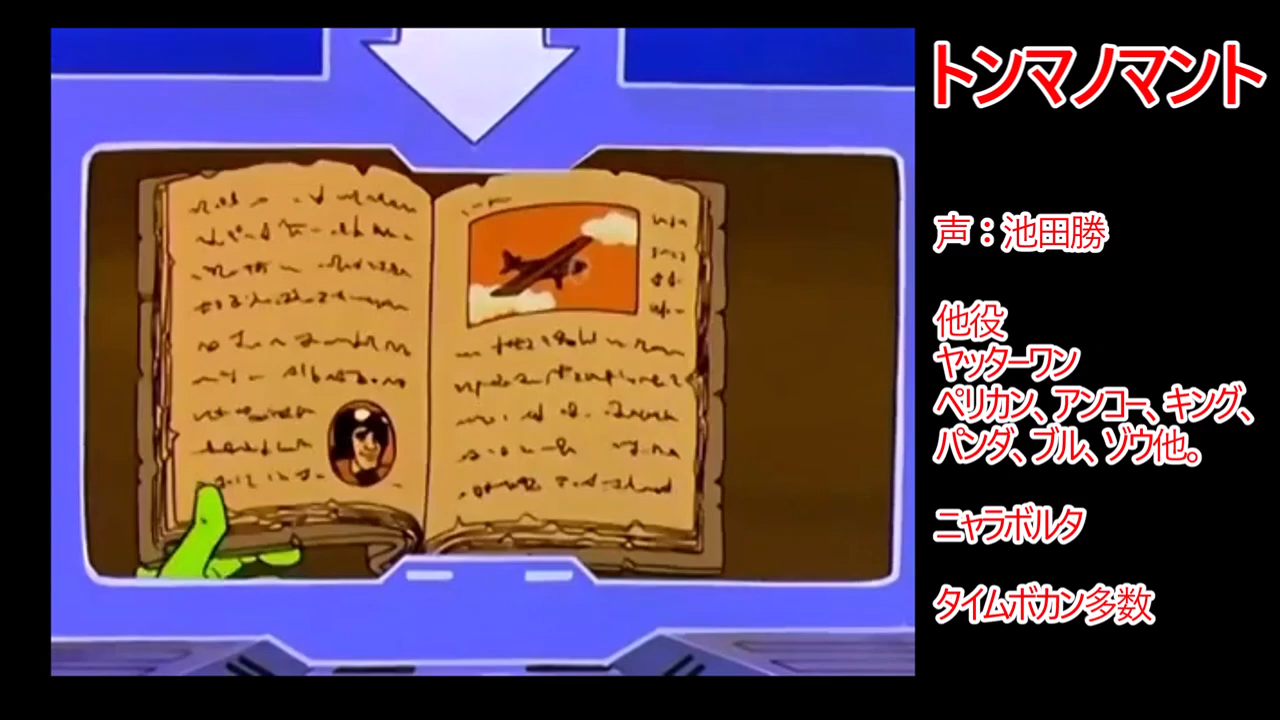 トンマノマント
声：池田勝
他役
ヤッターワン
ペリカン、アンコー、キング、
パンダ、ブル、ゾウ他。
ニャラボルタ
タイムボカン多数